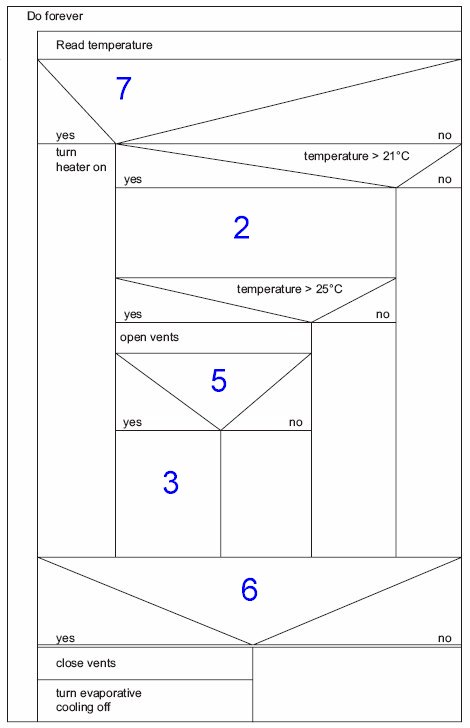 Do forever
Read temperature
7
yes
no
turn
heater on
temperature > 21°C
yes
no
2
temperature > 25°C
yes
no
open vents
5
yes
no
3
6
yes
no
close vents
turn evaporative
cooling off